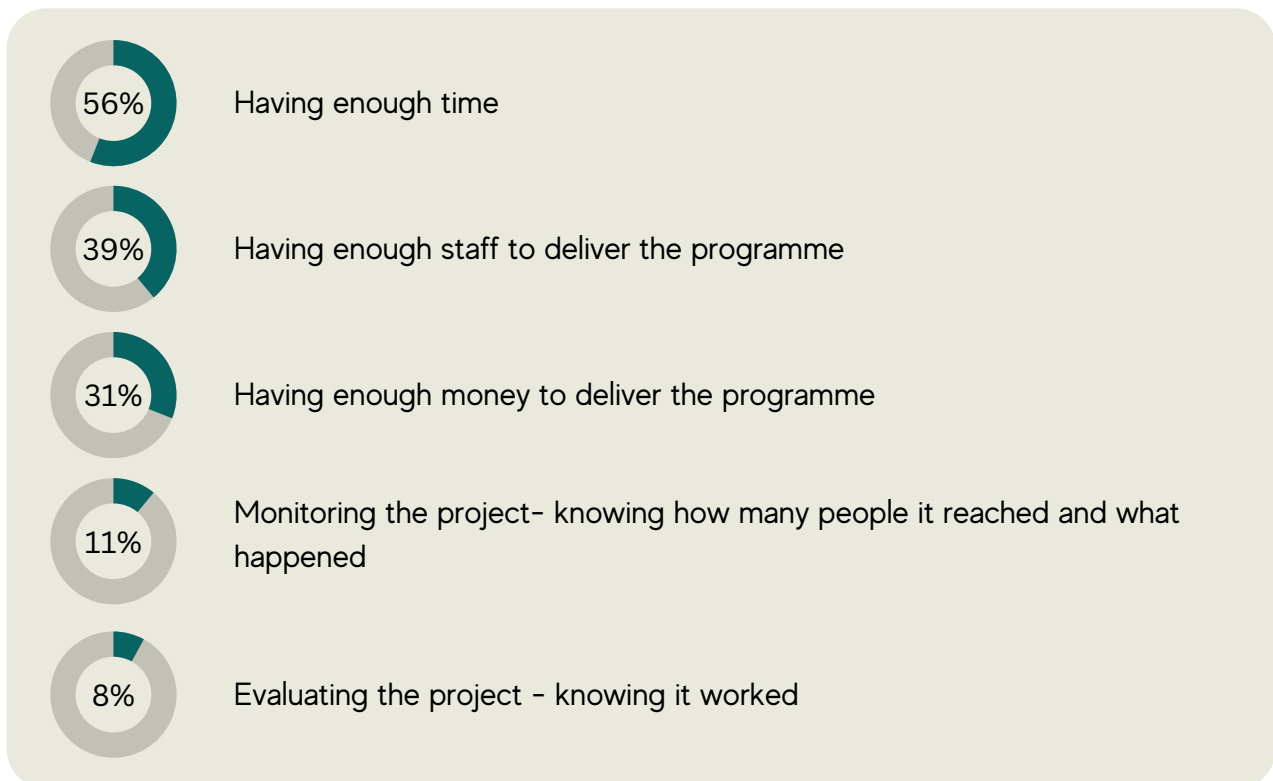 56%
Having enough time
39%
Having enough staff to deliver the programme
31%
Having enough money to deliver the programme
11%
Monitoring the project- knowing how many people it reached and what
happened
8%
Evaluating the project - knowing it worked